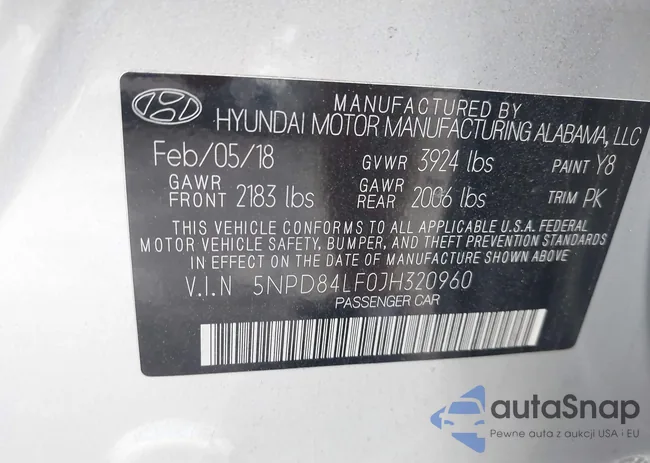 MANUFACTURED BY
HYUNDAI MOTOR MANUFACTURING ALABAMA, LLC
Feb/05/18 GVWR 3924 lbs PAINT Y8
GAWR FRONT 2183 lbs GAWR REAR 2006 lbs TRIM PK
THIS VEHICLE CONFORMS TO ALL APPLICABLE U.S.A. FEDERAL
MOTOR VEHICLE SAFETY, BUMPER, AND THEFT PREVENTION STANDARDS
IN EFFECT ON THE DATE OF MANUFACTURE SHOWN ABOVE
V.I.N 5NPD84LF0JH320960
PASSENGER CAR
autaSnap
Pewne auta z aukcji USA i EU